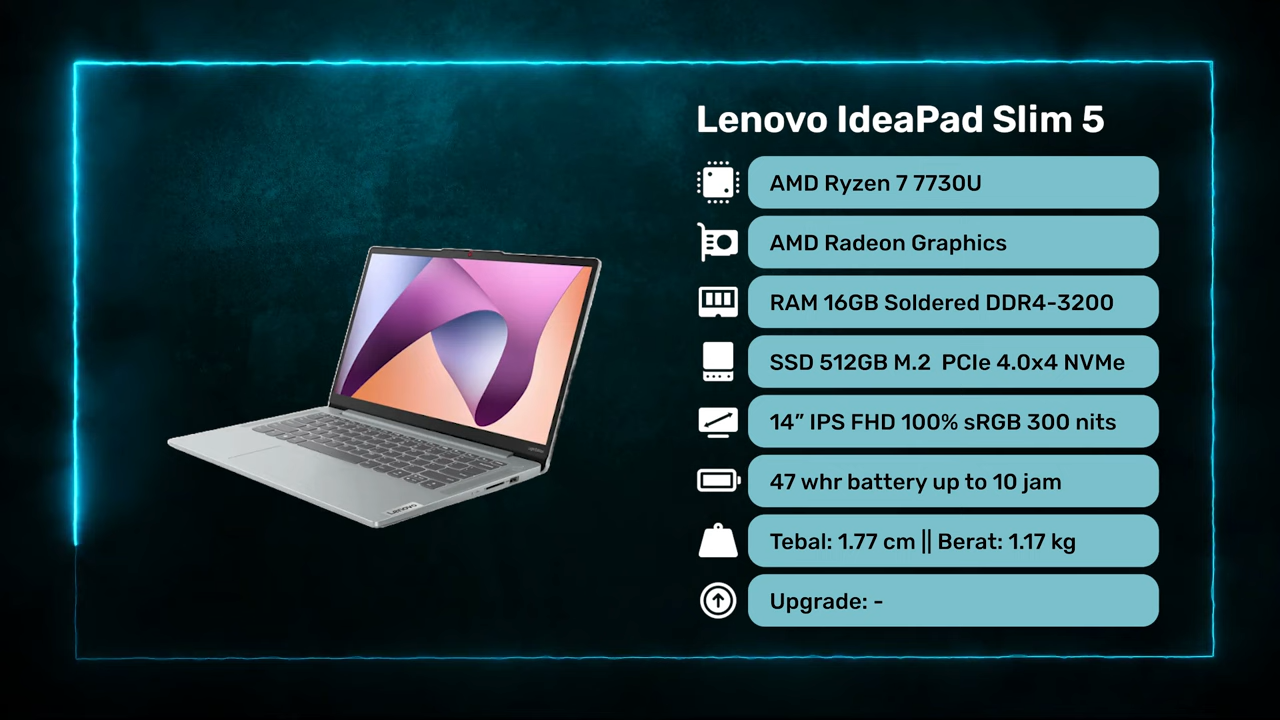 Lenovo IdeaPad Slim 5
AMD Ryzen 7 7730U
AMD Radeon Graphics
RAM 16GB Soldered DDR4-3200
SSD 512GB M.2  PCIe 4.0x4 NVMe
14” IPS FHD 100% sRGB 300 nits
47 whr battery up to 10 jam
Tebal: 1.77 cm || Berat: 1.17 kg
Upgrade: -
Lenovo